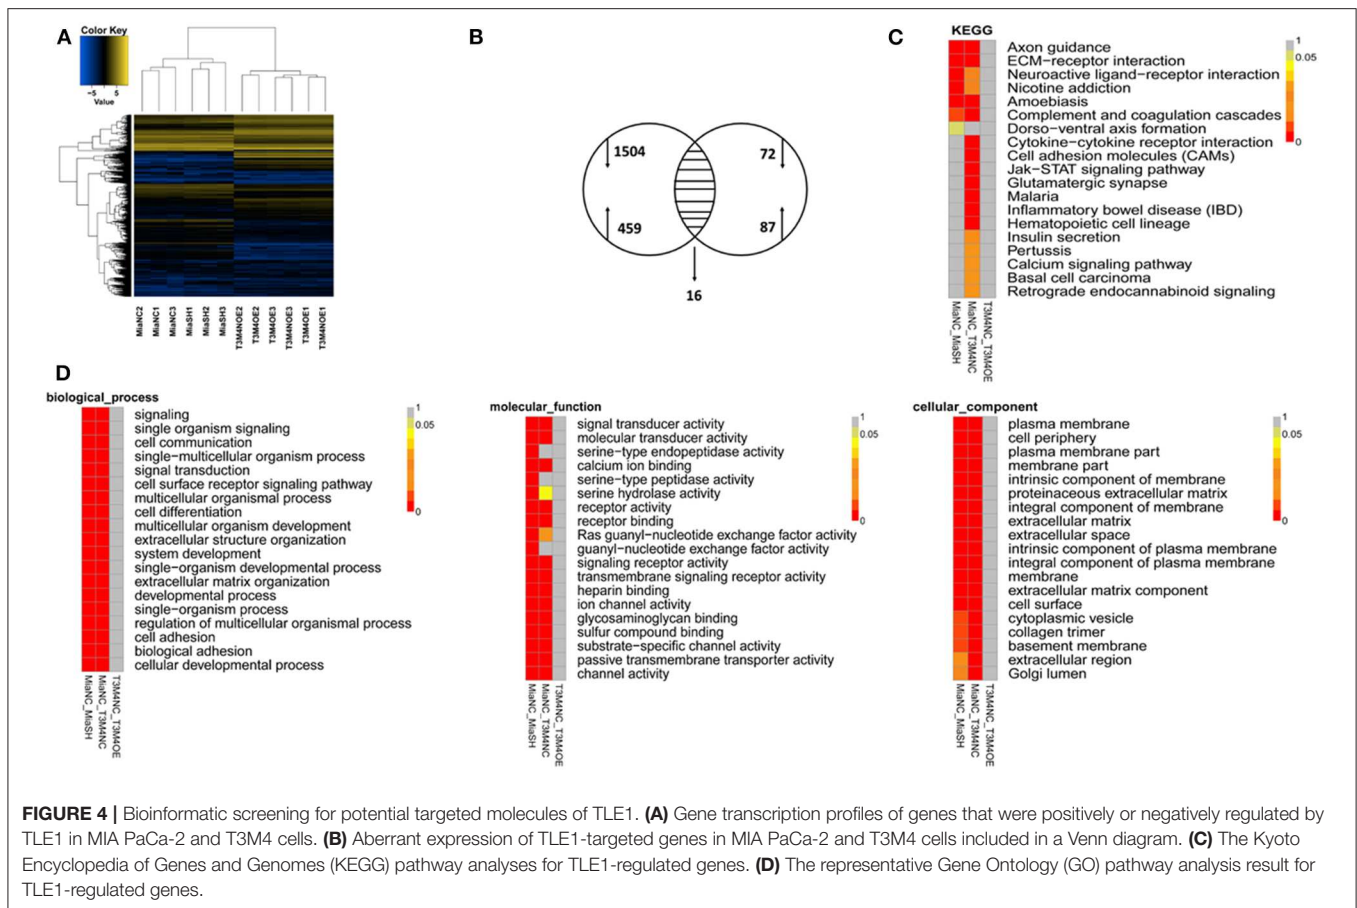 A
Color Key
−5 5
Value
MiaNC2
MiaNC1
MiaNC3
MiaSH1
MiaSH2
MiaSH3
T3M4NOE2
T3M4OE2
T3M4OE3
T3M4NOE3
T3M4OE1
T3M4NOE1
B
1504
459
72
87
16
C
KEGG
Axon guidance
ECM−receptor interaction
Neuroactive ligand−receptor interaction
Nicotine addiction
Amoebiasis
Complement and coagulation cascades
Dorso−ventral axis formation
Cytokine−cytokine receptor interaction
Cell adhesion molecules (CAMs)
Jak−STAT signaling pathway
Glutamatergic synapse
Malaria
Inflammatory bowel disease (IBD)
Hematopoietic cell lineage
Insulin secretion
Pertussis
Calcium signaling pathway
Basal cell carcinoma
Retrograde endocannabinoid signaling
1
0.05
0
MiaNC_MiaSH
MiaNC_T3M4NC
T3M4NC_T3M4OE
D
biological_process
signaling
single organism signaling
cell communication
single−multicellular organism process
signal transduction
cell surface receptor signaling pathway
multicellular organismal process
cell differentiation
multicellular organism development
extracellular structure organization
system development
single−organism developmental process
extracellular matrix organization
developmental process
single−organism process
regulation of multicellular organismal process
cell adhesion
biological adhesion
cellular developmental process
1
0.05
0
MiaNC_MiaSH
MiaNC_T3M4NC
T3M4NC_T3M4OE
molecular_function
signal transducer activity
molecular transducer activity
serine−type endopeptidase activity
calcium ion binding
serine−type peptidase activity
serine hydrolase activity
receptor activity
receptor binding
Ras guanyl−nucleotide exchange factor activity
guanyl−nucleotide exchange factor activity
signaling receptor activity
transmembrane signaling receptor activity
heparin binding
ion channel activity
glycosaminoglycan binding
sulfur compound binding
substrate−specific channel activity
passive transmembrane transporter activity
channel activity
1
0.05
0
MiaNC_MiaSH
MiaNC_T3M4NC
T3M4NC_T3M4OE
cellular_component
plasma membrane
cell periphery
plasma membrane part
membrane part
intrinsic component of membrane
proteinaceous extracellular matrix
integral component of membrane
extracellular matrix
extracellular space
intrinsic component of plasma membrane
integral component of plasma membrane
membrane
extracellular matrix component
cell surface
cytoplasmic vesicle
collagen trimer
basement membrane
extracellular region
Golgi lumen
1
0.05
0
MiaNC_MiaSH
MiaNC_T3M4NC
T3M4NC_T3M4OE
FIGURE 4 | Bioinformatic screening for potential targeted molecules of TLE1. (A) Gene transcription profiles of genes that were positively or negatively regulated by
TLE1 in MIA PaCa-2 and T3M4 cells. (B) Aberrant expression of TLE1-targeted genes in MIA PaCa-2 and T3M4 cells included in a Venn diagram. (C) The Kyoto
Encyclopedia of Genes and Genomes (KEGG) pathway analyses for TLE1-regulated genes. (D) The representative Gene Ontology (GO) pathway analysis result for
TLE1-regulated genes.